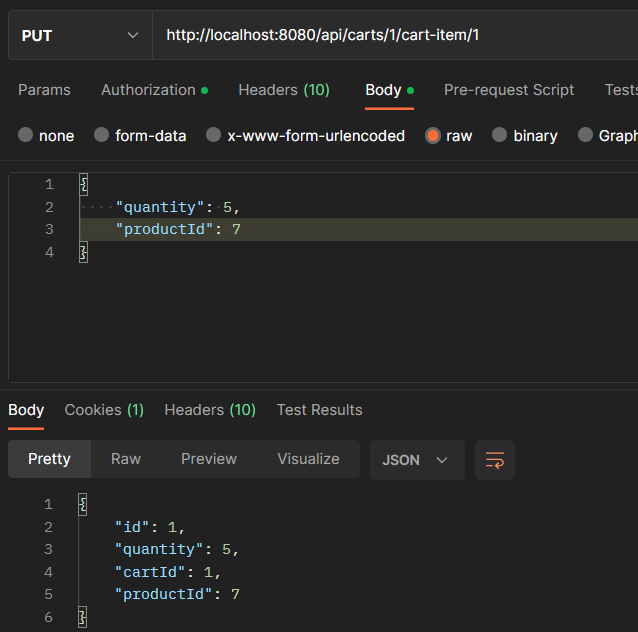 PUT http://localhost:8080/api/carts/1/cart-item/1
Params Authorization Headers (10) Body Pre-request Script Tests
none form-data x-www-form-urlencoded raw binary Graph
1 {
2 "quantity": 5,
3 "productId": 7
4 }
Body Cookies (1) Headers (10) Test Results
Pretty Raw Preview Visualize JSON
1 {
2 "id": 1,
3 "quantity": 5,
4 "cartId": 1,
5 "productId": 7
6 }